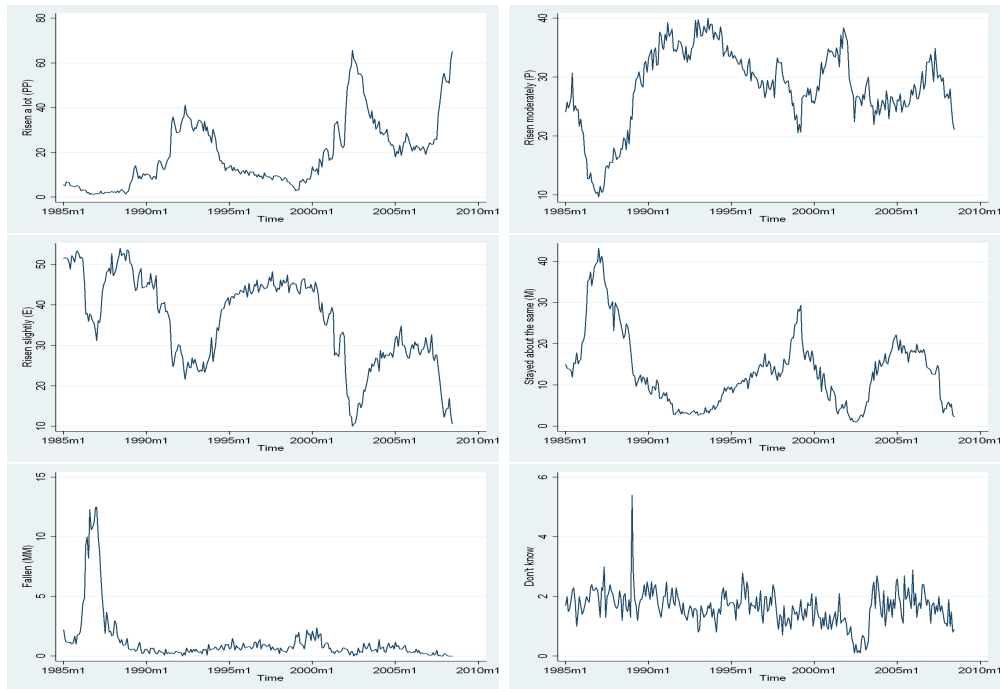 Risen a lot (PP)
80
60
40
20
0
1985m1 1990m1 1995m1 2000m1 2005m1 2010m1
Time
Risen moderately (P)
40
30
20
10
1985m1 1990m1 1995m1 2000m1 2005m1 2010m1
Time
Risen slightly (E)
50
40
30
20
10
1985m1 1990m1 1995m1 2000m1 2005m1 2010m1
Time
Stayed about the same (M)
40
30
20
10
0
1985m1 1990m1 1995m1 2000m1 2005m1 2010m1
Time
Fallen (MM)
15
10
5
0
1985m1 1990m1 1995m1 2000m1 2005m1 2010m1
Time
Don't know
6
4
2
0
1985m1 1990m1 1995m1 2000m1 2005m1 2010m1
Time